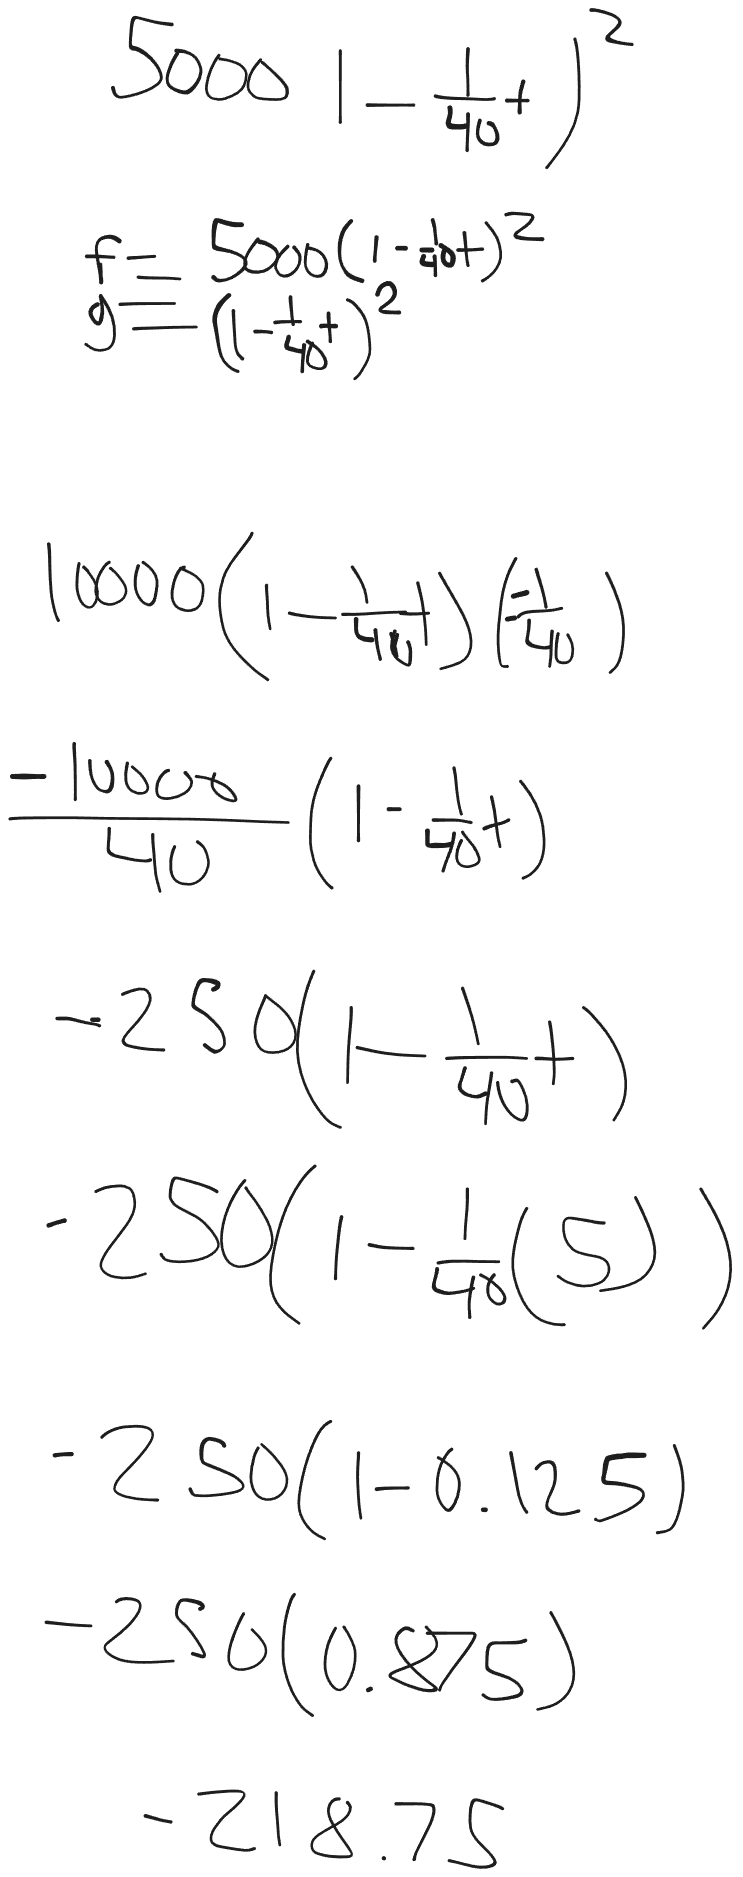 5000 1 - 1/40 t)^2
f = 5000(1 - 1/40 t)^2
g = (1 - 1/40 t)^2
10000(1 - 1/40 t)(-1/40)
-10000/40 (1 - 1/40 t)
-250(1 - 1/40 t)
-250(1 - 1/40 (5))
-250(1 - 0.125)
-250(0.875)
-218.75